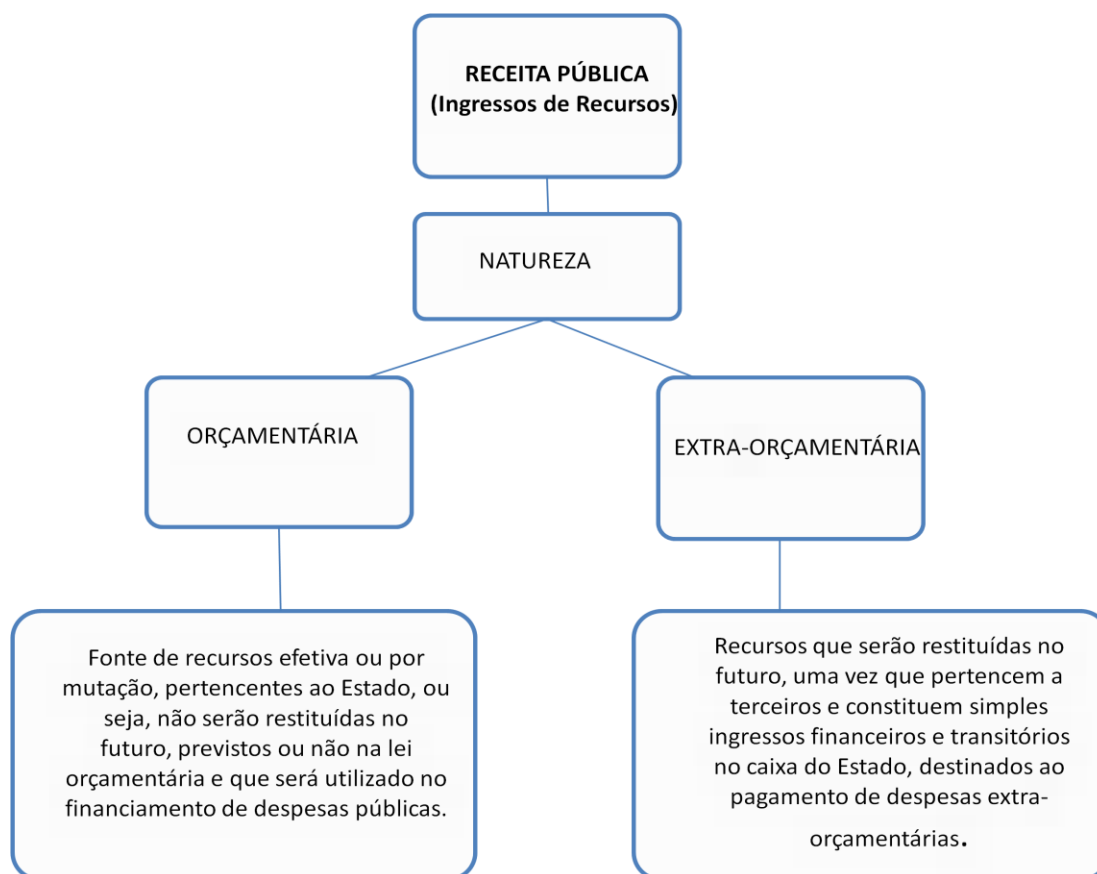 RECEITA PÚBLICA
(Ingressos de Recursos)
NATUREZA
ORÇAMENTÁRIA
EXTRA-ORÇAMENTÁRIA
Fonte de recursos efetiva ou por
mutação, pertencentes ao Estado, ou
seja, não serão restituídas no
futuro, previstos ou não na lei
orçamentária e que será utilizado no
financiamento de despesas públicas.
Recursos que serão restituídas no
futuro, uma vez que pertencem a
terceiros e constituem simples
ingressos financeiros e transitórios
no caixa do Estado, destinados ao
pagamento de despesas extra-
orçamentárias.